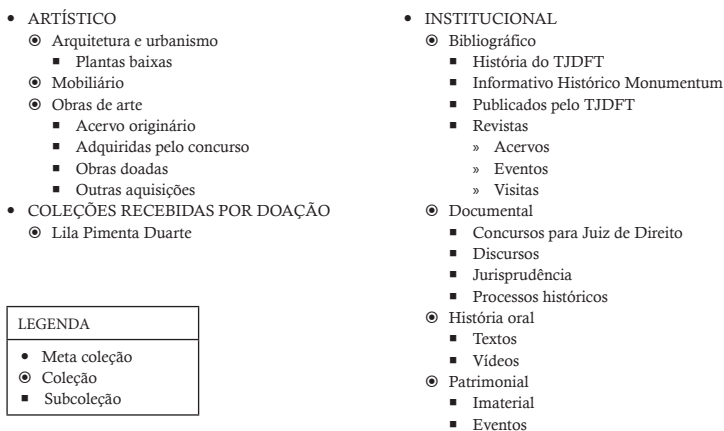 • ARTÍSTICO
◉ Arquitetura e urbanismo
▪ Plantas baixas
◉ Mobiliário
◉ Obras de arte
▪ Acervo originário
▪ Adquiridas pelo concurso
▪ Obras doadas
▪ Outras aquisições
• COLEÇÕES RECEBIDAS POR DOAÇÃO
◉ Lila Pimenta Duarte
LEGENDA
• Meta coleção
◉ Coleção
▪ Subcoleção
• INSTITUCIONAL
◉ Bibliográfico
▪ História do TJDFT
▪ Informativo Histórico Monumentum
▪ Publicados pelo TJDFT
▪ Revistas
» Acervos
» Eventos
» Visitas
◉ Documental
▪ Concursos para Juiz de Direito
▪ Discursos
▪ Jurisprudência
▪ Processos históricos
◉ História oral
▪ Textos
▪ Vídeos
◉ Patrimonial
▪ Imaterial
▪ Eventos